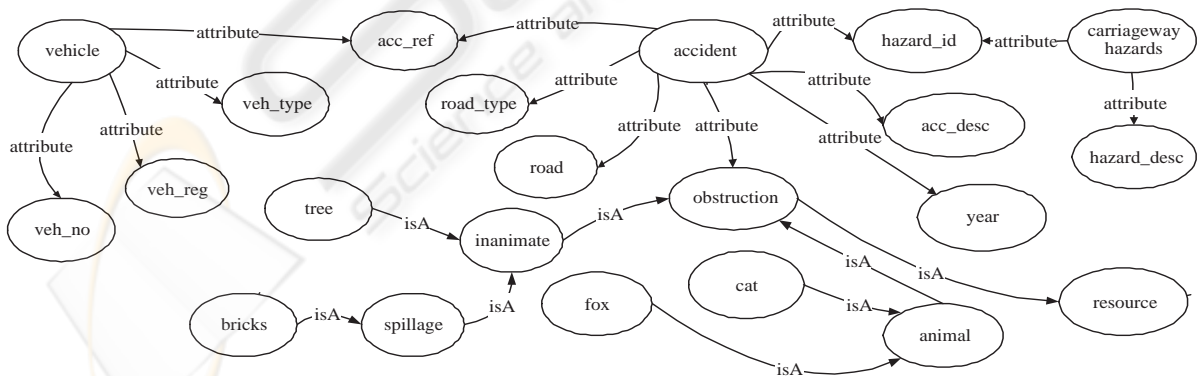 vehicle
attribute
acc_ref
attribute
accident
attribute
hazard_id
attribute
carriageway
hazards
attribute
veh_type
attribute
road_type
attribute
acc_desc
attribute
hazard_desc
attribute
veh_reg
attribute
veh_no
attribute
road
attribute
obstruction
attribute
year
tree
isA
inanimate
isA
isA
resource
isA
bricks
isA
spillage
isA
fox
isA
cat
isA
animal
science an